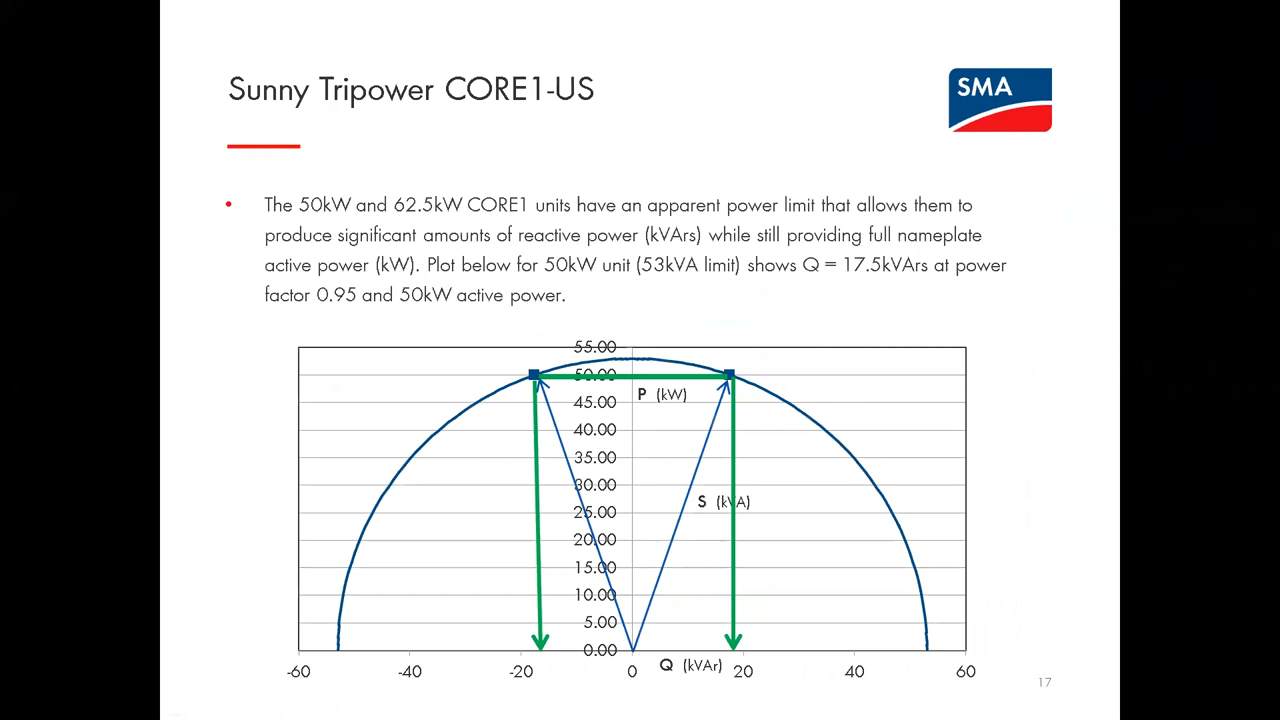 Sunny Tripower CORE1-US
SMA
• The 50kW and 62.5kW CORE1 units have an apparent power limit that allows them to
produce significant amounts of reactive power (kVArs) while still providing full nameplate
active power (kW). Plot below for 50kW unit (53kVA limit) shows Q = 17.5kVArs at power
factor 0.95 and 50kW active power.
55.00
50.00
P (kW)
45.00
40.00
35.00
30.00
S (kVA)
25.00
20.00
15.00
10.00
5.00
0.00
Q (kVAr)
-60 -40 -20 0 20 40 60
17